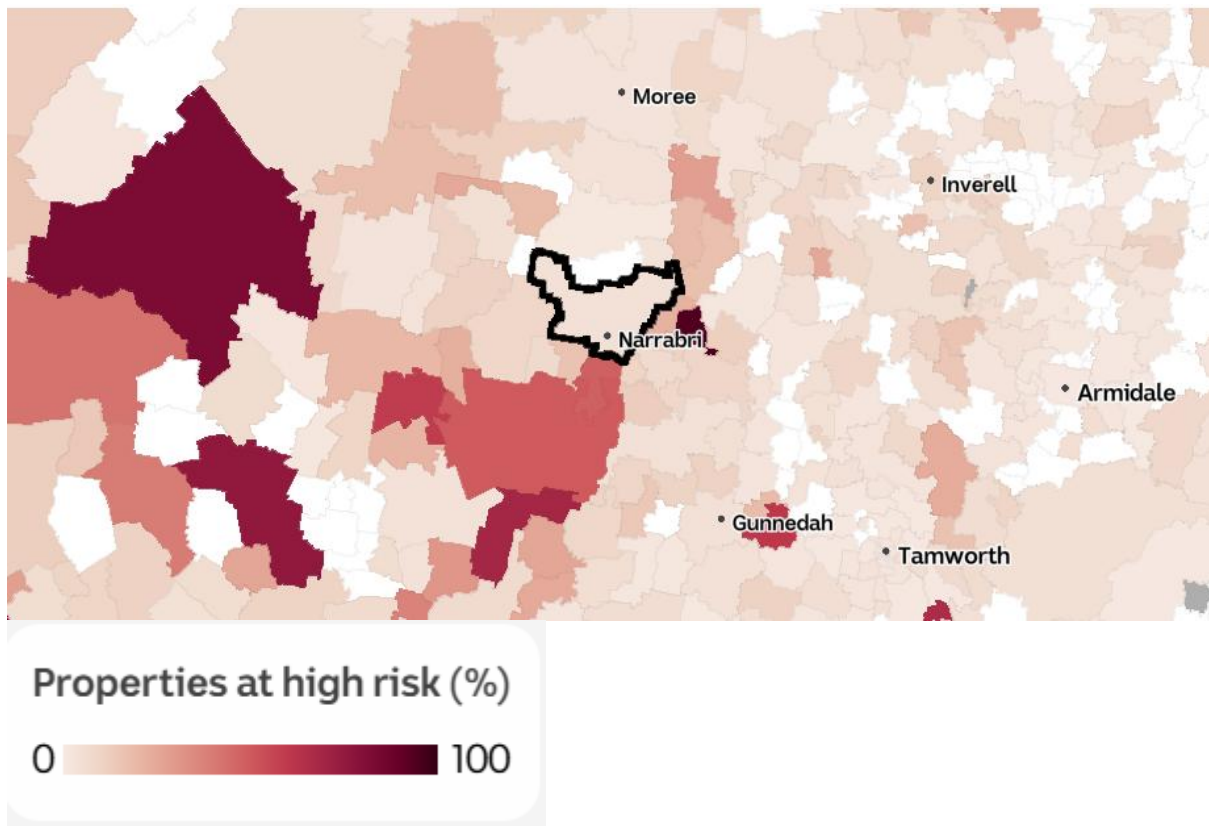 Moree
Inverell
Narrabri
Armidale
Gunnedah
Tamworth
Properties at high risk (%)
0 100